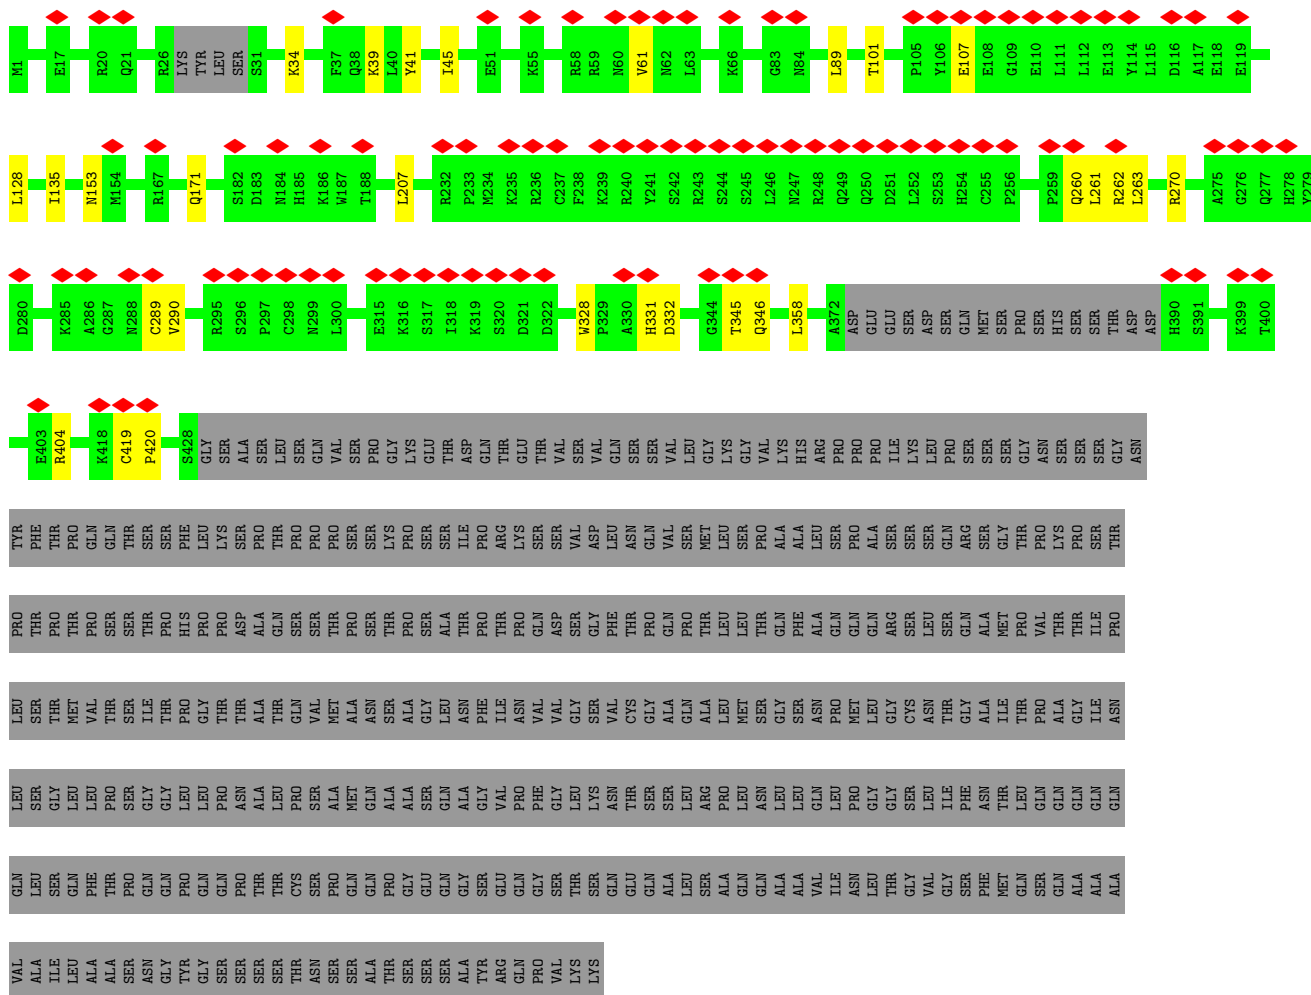 M1 E17 R20 Q21 R26 LYS TYR LEU SER S31 K34 F37 Q38 K39 L40 Y41 I45 E51 K55 R58 R59 N60 V61 N62 L63 K66 G83 N84 L89 T101 P105 Y106 E107 E108 G109 E110 L111 L112 E113 Y114 L115 D116 A117 E118 E119
L128 I135 N153 M154 R167 Q171 S182 D183 N184 H185 K186 W187 T188 L207 R232 P233 M234 K235 R236 C237 F238 K239 R240 Y241 S242 R243 S244 S245 L246 N247 R248 Q249 Q250 D251 L252 S253 H254 C255 P256 P259 Q260 L261 R262 L263 R270 A275 G276 Q277 H278 Y279
D280 K285 A286 G287 N288 C289 V290 R295 S296 P297 C298 N299 L300 E315 K316 S317 I318 K319 S320 D321 D322 W328 P329 A330 H331 D332 G344 T345 Q346 L358 A372 ASP GLU GLU SER ASP SER GLN MET SER PRO SER HIS SER SER THR ASP ASP H390 S391 K399 T400
E403 R404 K418 C419 P420 S428 GLY SER ALA SER LEU SER GLN VAL SER PRO GLY LYS GLU THR ASP GLN THR GLU THR VAL SER VAL GLN SER SER VAL LEU GLY LYS GLY VAL LYS HIS ARG PRO PRO PRO ILE LYS LEU PRO SER SER SER GLY ASN SER SER SER GLY ASN
TYR PHE THR PRO GLN GLN THR SER SER PHE LEU LYS SER PRO THR PRO PRO PRO SER SER LYS PRO SER SER ILE PRO ARG LYS SER SER VAL ASP LEU ASN GLN VAL SER MET LEU SER PRO ALA ALA LEU SER PRO ALA SER SER SER GLN ARG SER GLY THR PRO LYS PRO SER THR
PRO THR PRO THR PRO SER SER THR PRO HIS PRO PRO ASP ALA GLN SER SER THR PRO SER THR PRO SER ALA THR PRO THR PRO GLN ASP SER GLY PHE THR PRO GLN PRO THR LEU LEU THR GLN PHE ALA GLN GLN GLN ARG SER LEU SER GLN ALA MET PRO VAL THR THR ILE PRO
LEU SER THR MET VAL THR SER ILE THR PRO GLY THR THR ALA THR GLN VAL MET ALA ASN SER ALA GLY LEU ASN PHE ILE ASN VAL VAL GLY SER VAL CYS GLY ALA GLN ALA LEU MET SER GLY SER ASN PRO MET LEU GLY CYS ASN THR GLY ALA ILE THR PRO ALA GLY ILE ASN
LEU SER GLY LEU LEU PRO SER GLY GLY LEU LEU PRO ASN ALA LEU PRO SER ALA MET GLN ALA ALA SER GLN ALA GLY VAL PRO PHE GLY LEU LYS ASN THR SER SER LEU ARG PRO LEU ASN LEU LEU GLN LEU PRO GLY GLY SER LEU ILE PHE ASN THR LEU GLN GLN GLN GLN GLN
GLN LEU SER GLN PHE THR PRO GLN GLN PRO GLN GLN PRO THR THR CYS SER PRO GLN GLN PRO GLY GLU GLN GLY SER GLU GLN GLY SER THR SER GLN GLU GLN ALA LEU SER ALA GLN GLN ALA ALA VAL ILE ASN LEU THR GLY VAL GLY SER PHE MET GLN SER GLN ALA ALA ALA
VAL ALA ILE LEU ALA ALA SER ASN GLY TYR GLY SER SER SER SER THR ASN SER SER ALA THR SER SER SER ALA TYR ARG GLN PRO VAL LYS LYS